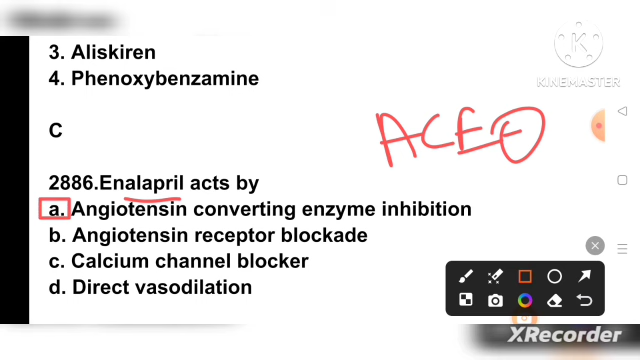 3. Aliskiren
4. Phenoxybenzamine
K
KINEMASTER
C
2886.Enalapril acts by
a. Angiotensin converting enzyme inhibition
b. Angiotensin receptor blockade
c. Calcium channel blocker
d. Direct vasodilation
XRecorder